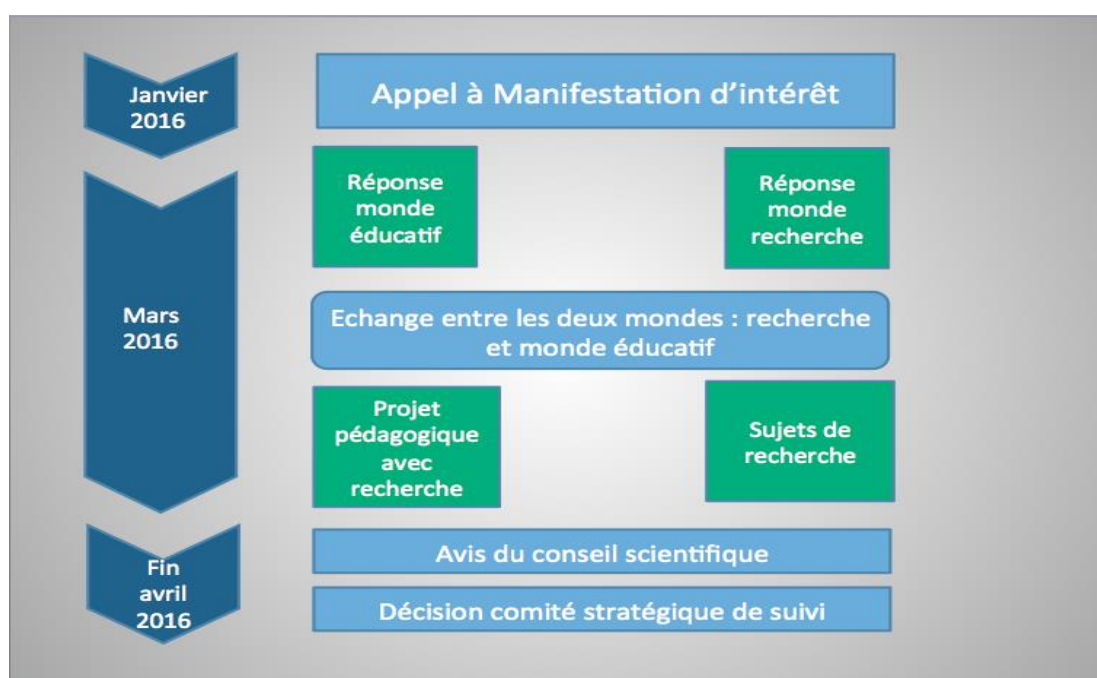 Janvier
2016
Appel à Manifestation d'intérêt
Réponse
monde
éducatif
Réponse
monde
recherche
Mars
2016
Echange entre les deux mondes : recherche
et monde éducatif
Projet
pédagogique
avec
recherche
Sujets de
recherche
Fin
avril
2016
Avis du conseil scientifique
Décision comité stratégique de suivi